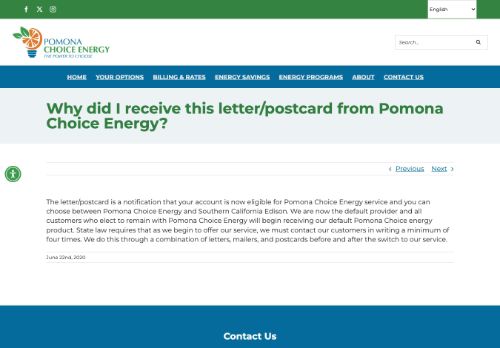 English
POMONA
CHOICE ENERGY
THE POWER TO CHOOSE
Search...
HOME YOUR OPTIONS BILLING & RATES ENERGY SAVINGS ENERGY PROGRAMS ABOUT CONTACT US
Why did I receive this letter/postcard from Pomona
Choice Energy?
Previous Next
The letter/postcard is a notification that your account is now eligible for Pomona Choice Energy service and you can
choose between Pomona Choice Energy and Southern California Edison. We are now the default provider and all
customers who elect to remain with Pomona Choice Energy will begin receiving our default Pomona Choice energy
product. State law requires that as we begin to offer our service, we must contact our customers in writing a minimum of
four times. We do this through a combination of letters, mailers, and postcards before and after the switch to our service.
June 22nd, 2020
Contact Us